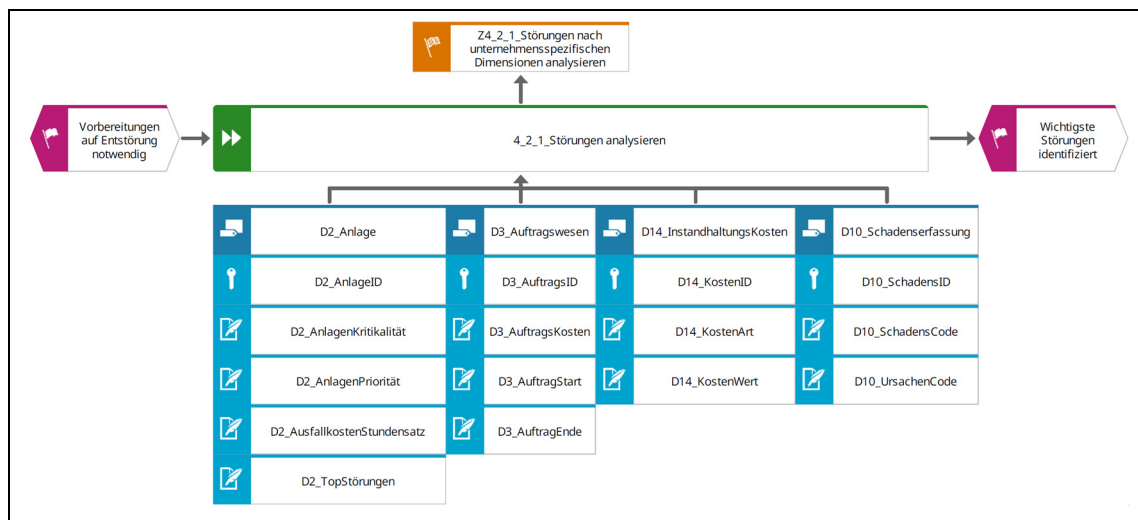 Z4_2_1_Störungen nach
unternehmensspezifischen
Dimensionen analysieren
Vorbereitungen
auf Entstörung
notwendig
4_2_1_Störungen analysieren
Wichtigste
Störungen
identifiziert
D2_Anlage
D3_Auftragswesen
D14_InstandhaltungsKosten
D10_Schadenserfassung
D2_AnlageID
D3_AuftragsID
D14_KostenID
D10_SchadensID
D2_AnlagenKritikalität
D3_AuftragsKosten
D14_KostenArt
D10_SchadensCode
D2_AnlagenPriorität
D3_AuftragStart
D14_KostenWert
D10_UrsachenCode
D2_AusfallkostenStundensatz
D3_AuftragEnde
D2_TopStörungen